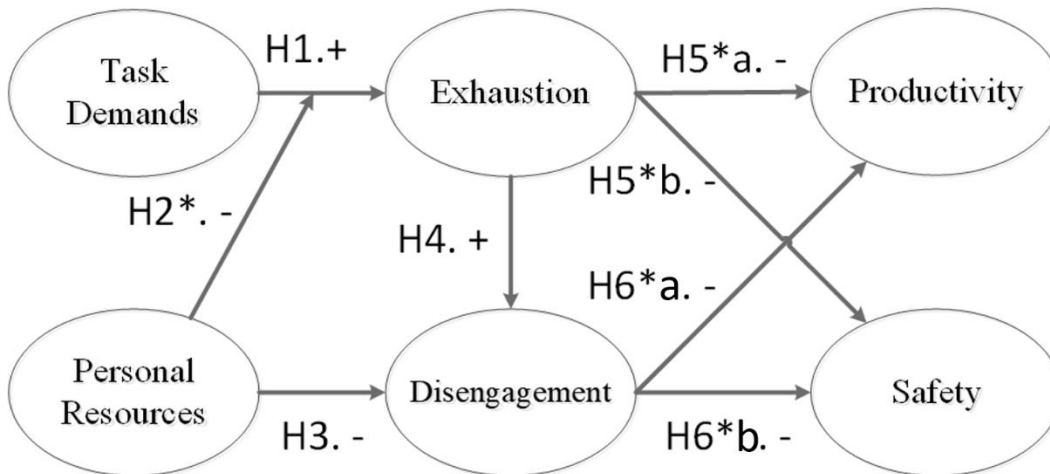 H1.+
H5*a. -
Task
Demands
Exhaustion
Productivity
H2*. -
H5*b. -
H4. +
H6*a. -
Personal
Resources
Disengagement
Safety
H3. -
H6*b. -